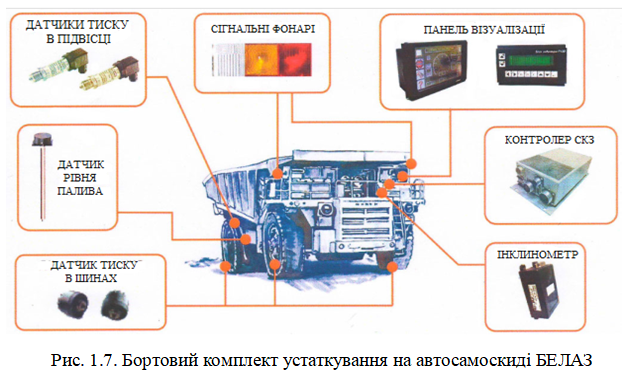 ДАТЧИКИ ТИСКУ
В ПІДВІСЦІ
СІГНАЛЬНІ ФОНАРІ
ПАНЕЛЬ ВІЗУАЛІЗАЦІЇ
ДАТЧИК
РІВНЯ
ПАЛИВА
КОНТРОЛЕР СКЗ
ДАТЧИК ТИСКУ
В ШИНАХ
ІНКЛИНОМЕТР
Рис. 1.7. Бортовий комплект устаткування на автосамоскиді БЕЛАЗ